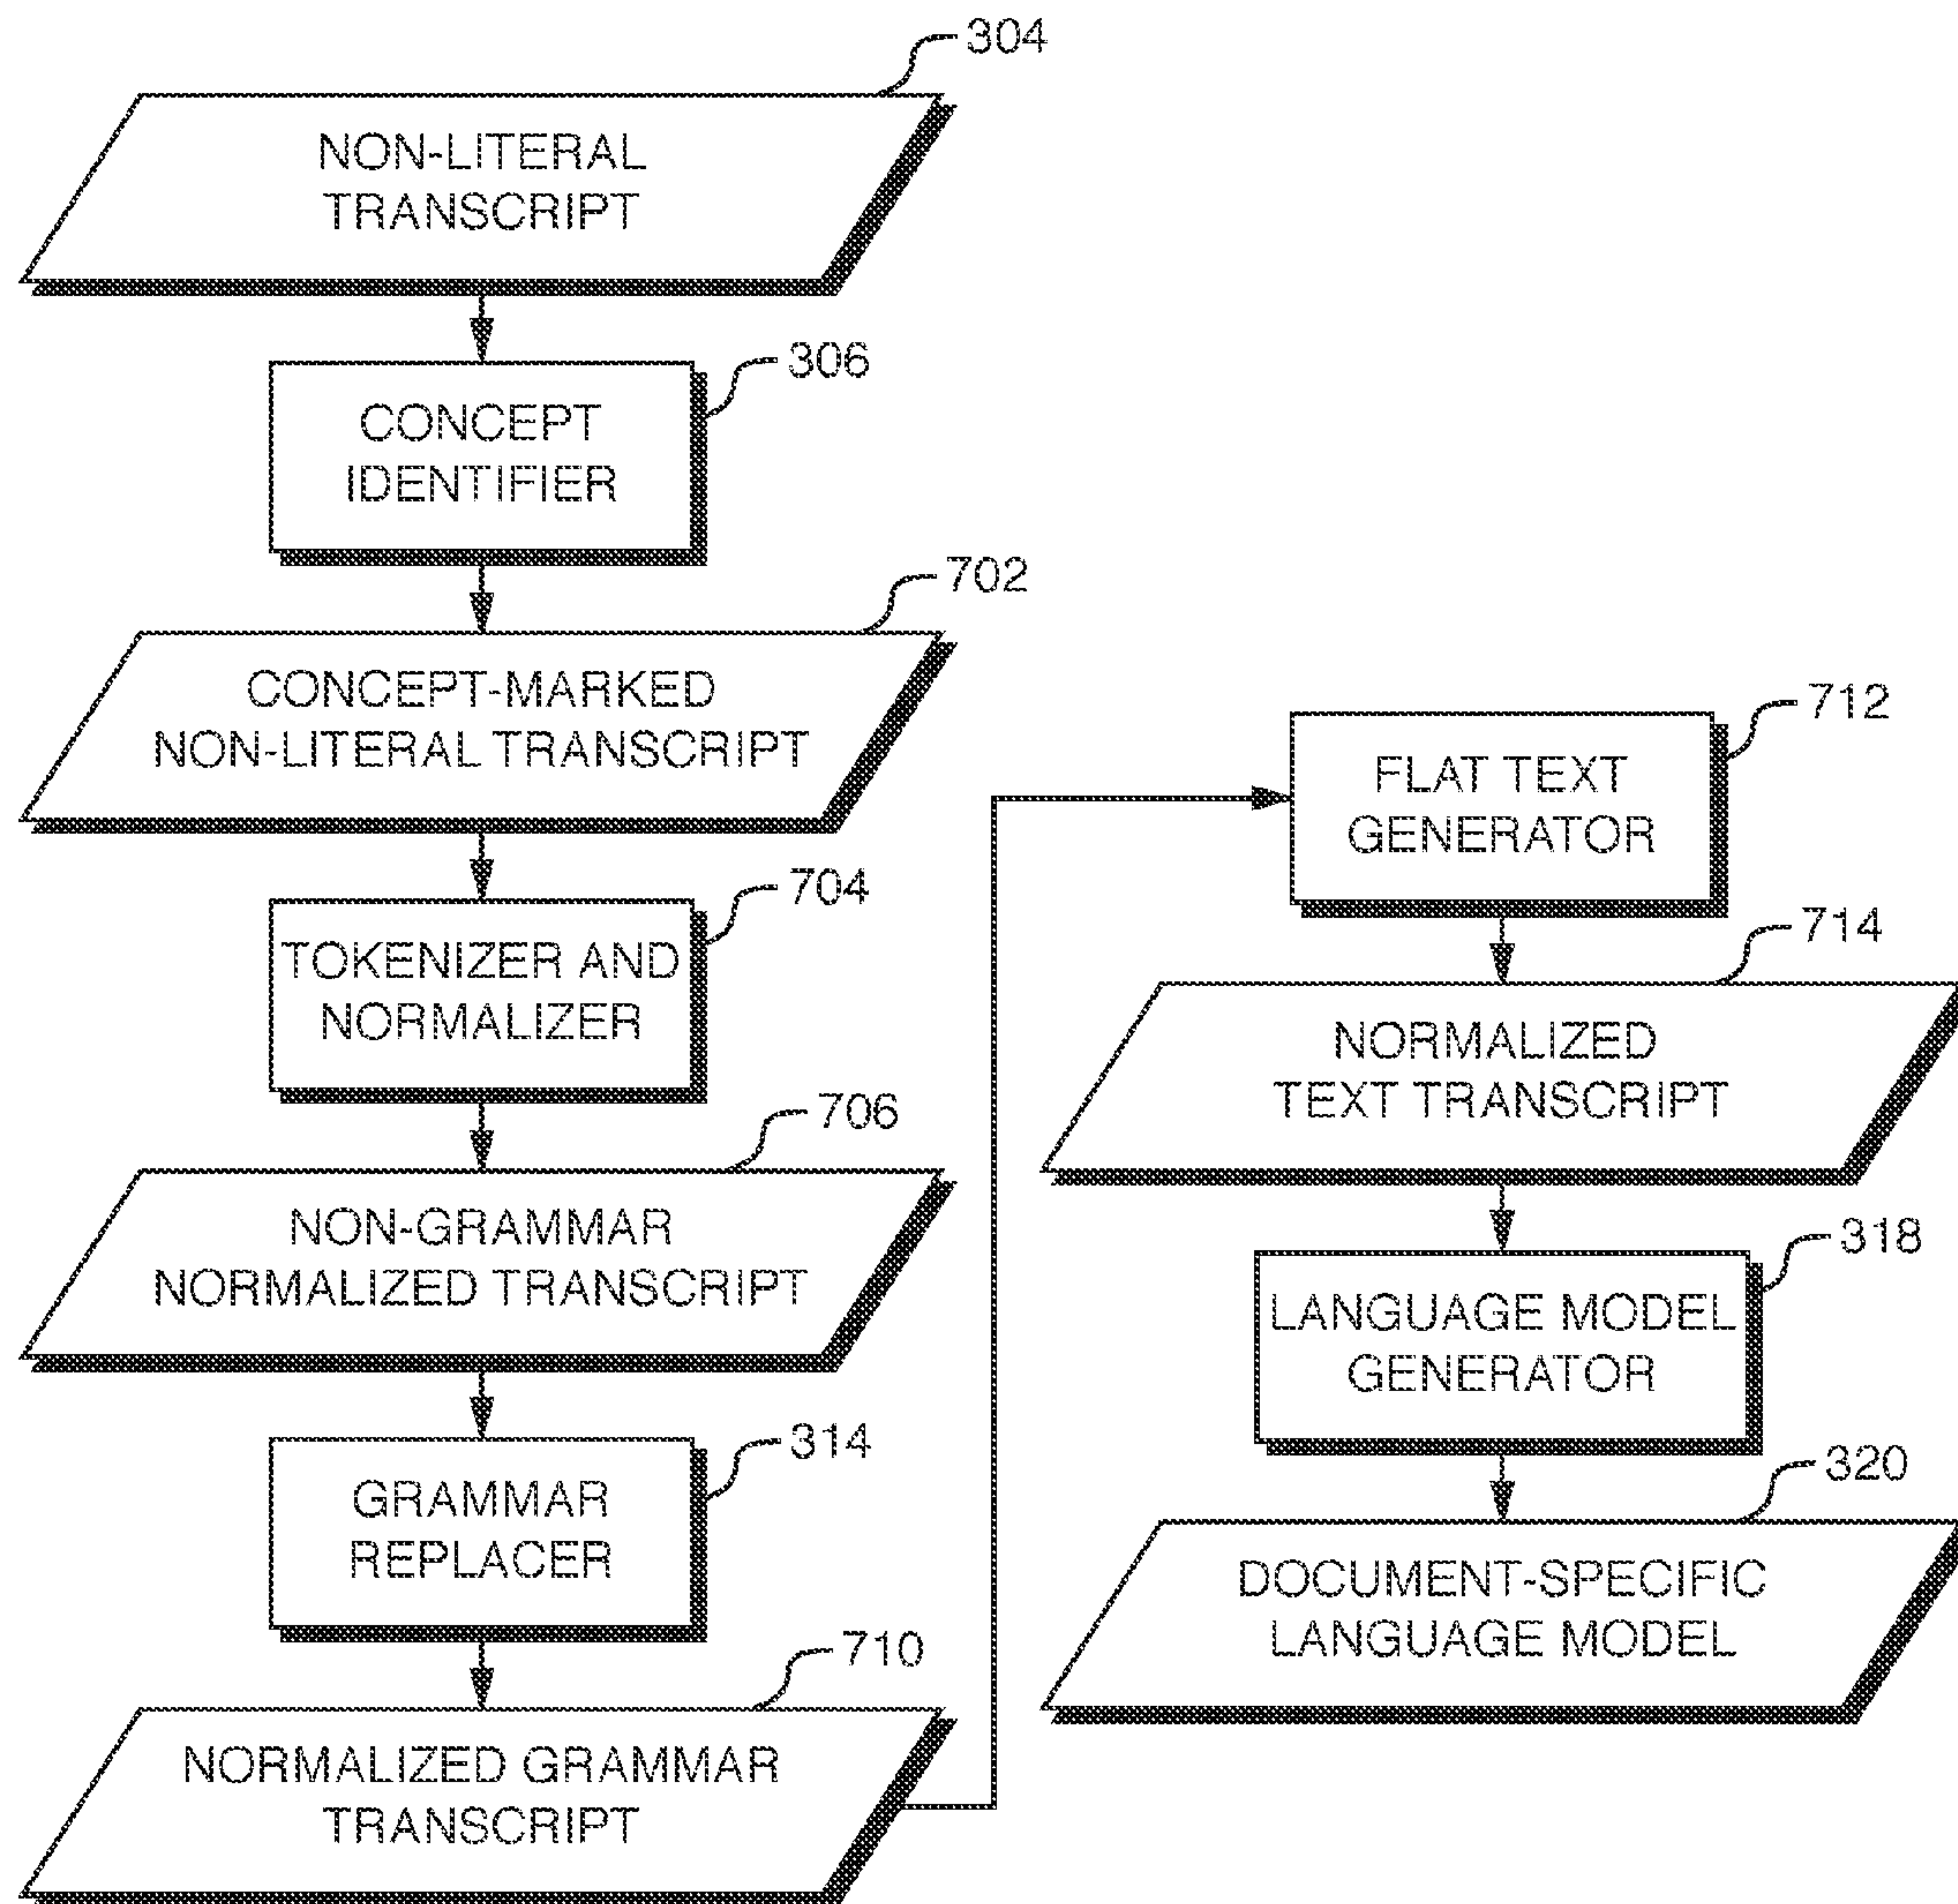 304
NON-LITERAL
TRANSCRIPT
306
CONCEPT
IDENTIFIER
702
CONCEPT-MARKED
NON-LITERAL TRANSCRIPT
704
TOKENIZER AND
NORMALIZER
706
NON-GRAMMAR
NORMALIZED TRANSCRIPT
314
GRAMMAR
REPLACER
710
NORMALIZED GRAMMAR
TRANSCRIPT
712
FLAT TEXT
GENERATOR
714
NORMALIZED
TEXT TRANSCRIPT
318
LANGUAGE MODEL
GENERATOR
320
DOCUMENT-SPECIFIC
LANGUAGE MODEL